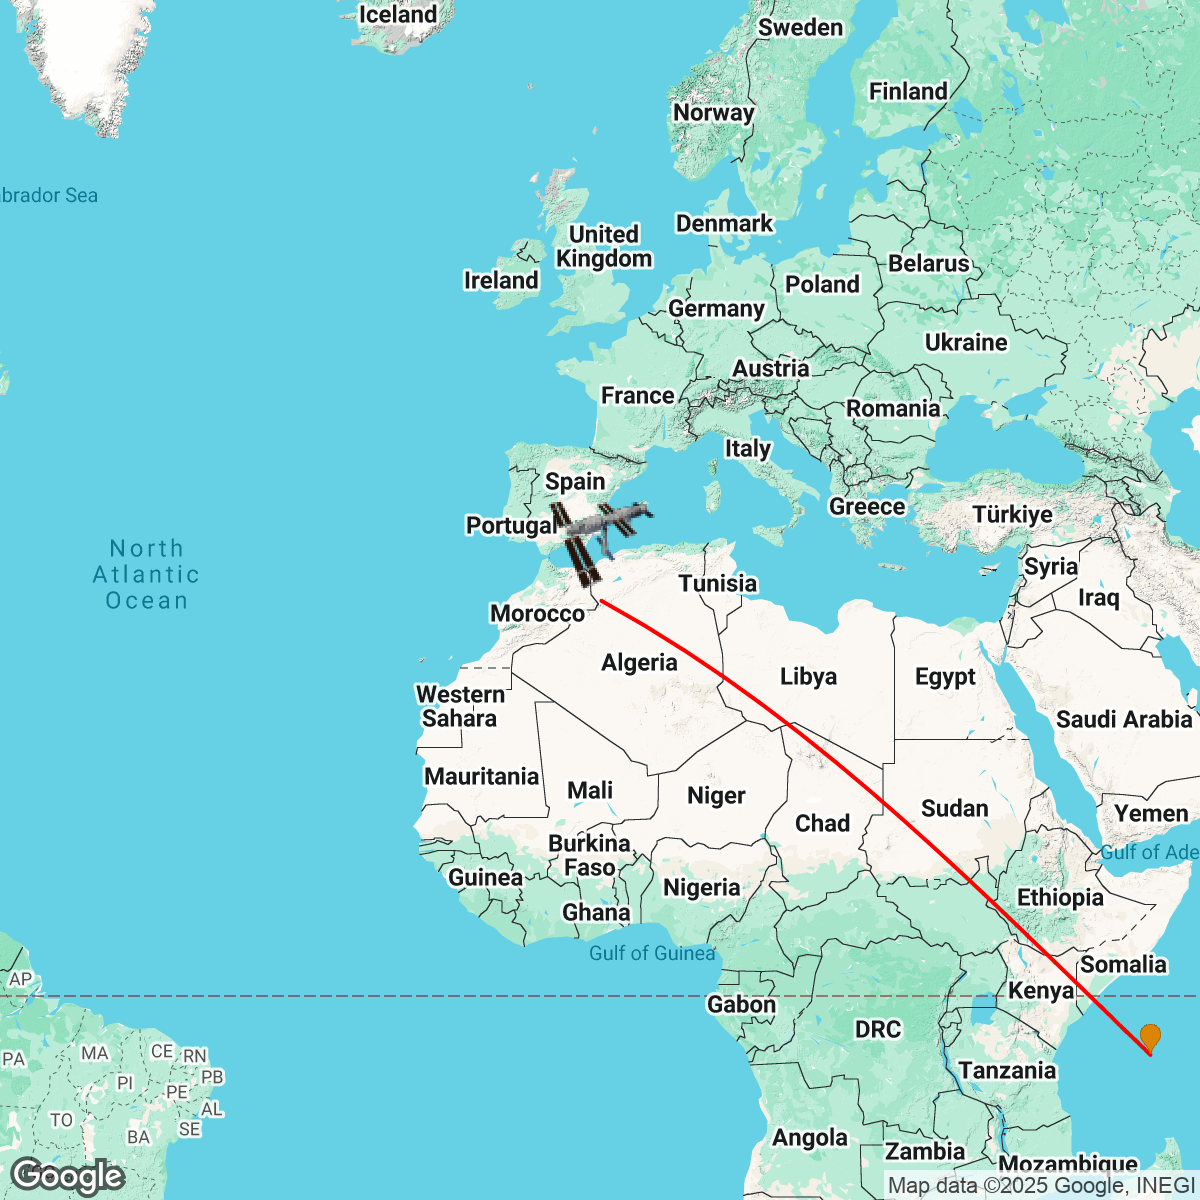 Iceland
Sweden
Finland
Norway
brador Sea
Denmark
United
Kingdom
Belarus
Ireland
Poland
Germany
Ukraine
Austria
France
Romania
Italy
Spain
Greece
Türkiye
Portugal
North
Atlantic
Ocean
Syria
Tunisia
Iraq
Morocco
Algeria
Libya
Egypt
Western
Sahara
Saudi Arabia
Mauritania
Mali
Niger
Sudan
Yemen
Chad
Burkina
Faso
Gulf of Ade
Guinea
Nigeria
Ethiopia
Ghana
Gulf of Guinea
Somalia
AP
Kenya
Gabon
DRC
PA
MA
CE
RN
Tanzania
PI
PB
PE
AL
TO
SE
BA
Angola
Zambia
Mozambique
Google
Map data ©2025 Google, INEGI